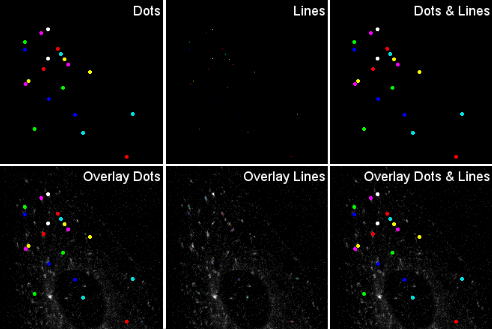 Dots
Lines
Dots & Lines
Overlay Dots
Overlay Lines
Overlay Dots & Lines